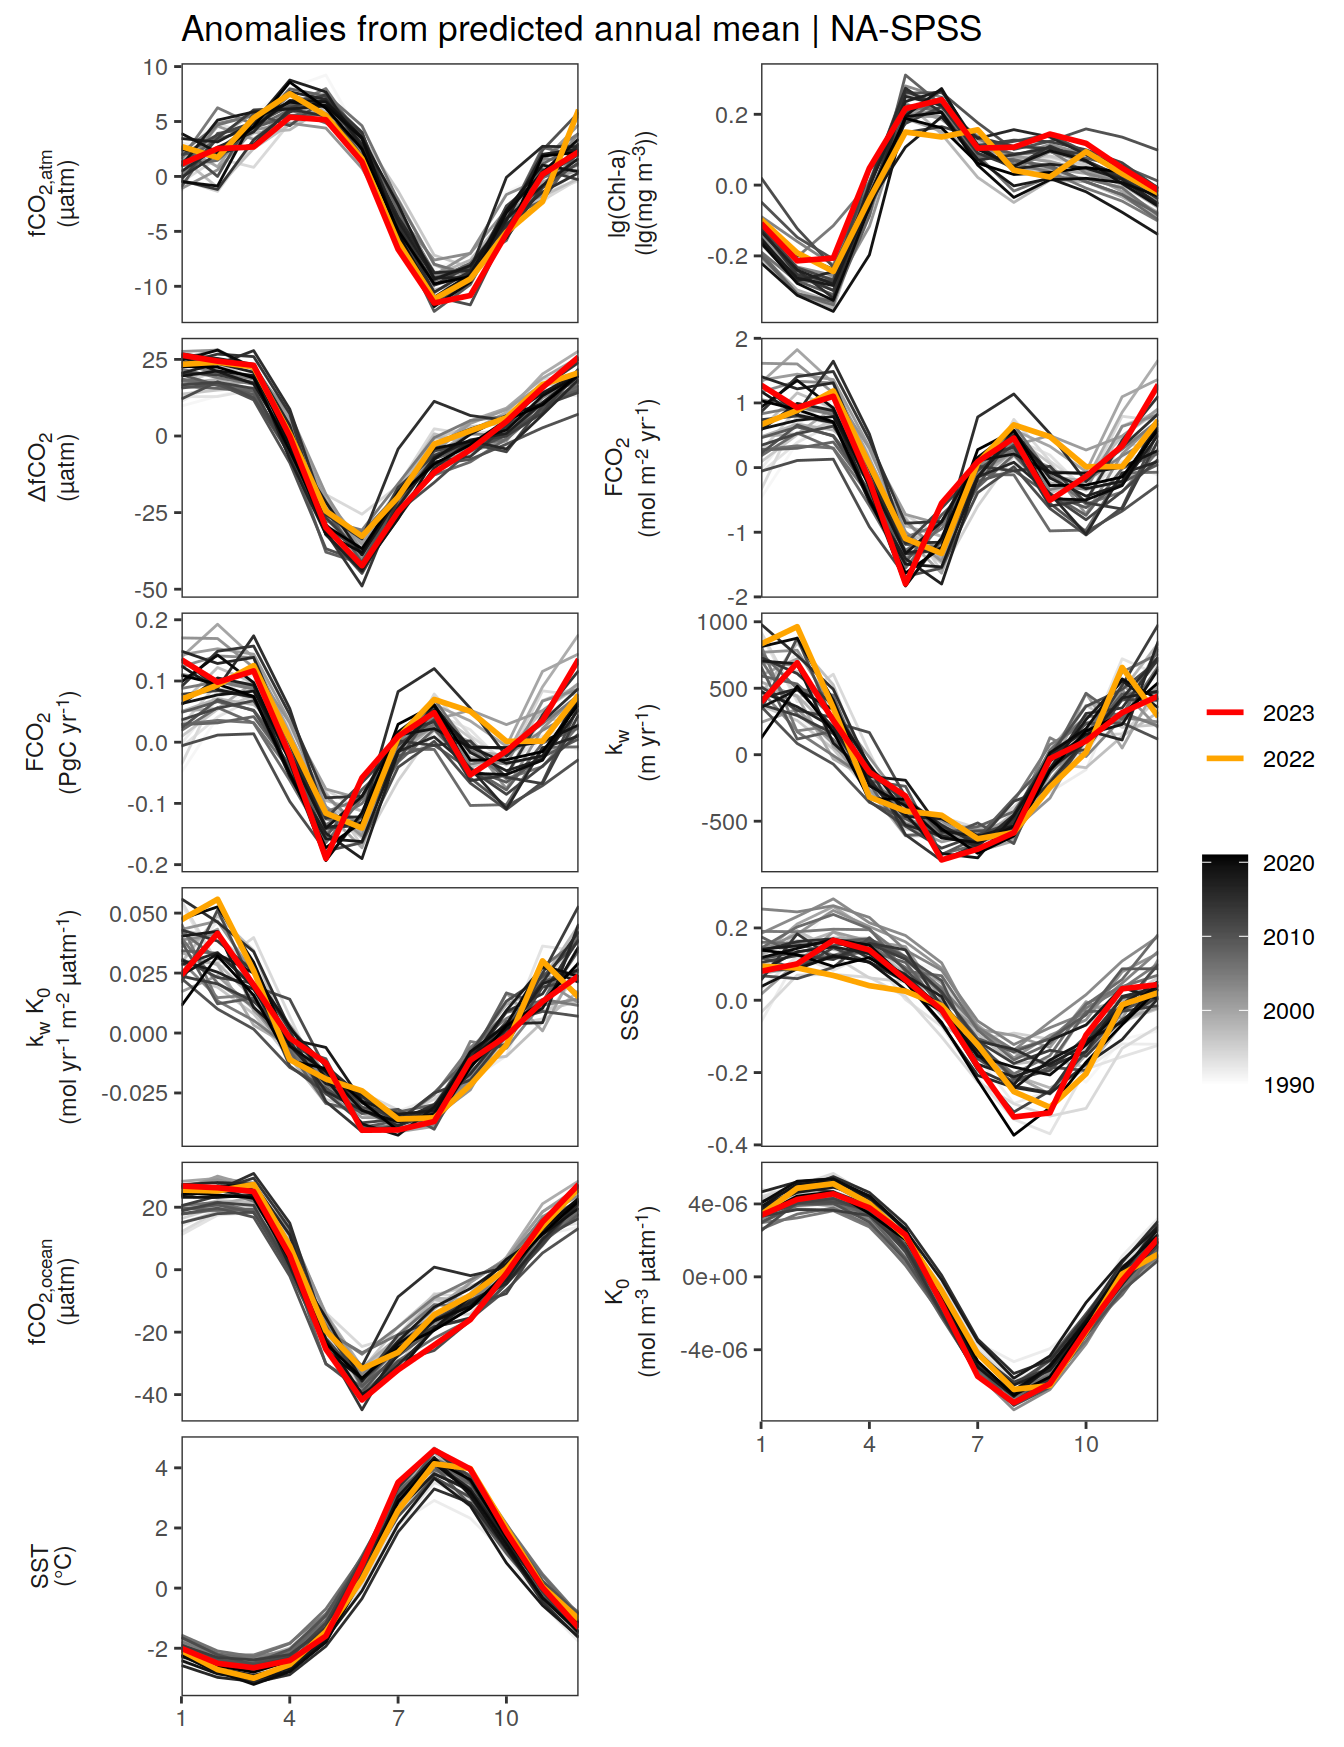 Anomalies from predicted annual mean | NA-SPSS
fCO2,atm
(µatm)
10
5
0
-5
-10
lg(Chl-a)
(lg(mg m-3))
0.2
0.0
-0.2
ΔfCO2
(µatm)
25
0
-25
-50
FCO2
(mol m-2 yr-1)
2
1
0
-1
-2
FCO2
(PgC yr-1)
0.2
0.1
0.0
-0.1
-0.2
kw
(m yr-1)
1000
500
0
-500
2023
2022
kw K0
(mol yr-1 m-2 µatm-1)
0.050
0.025
0.000
-0.025
SSS
0.2
0.0
-0.2
-0.4
2020
2010
2000
1990
fCO2,ocean
(µatm)
20
0
-20
-40
K0
(mol m-3 µatm-1)
4e-06
0e+00
-4e-06
1 4 7 10
SST
(°C)
4
2
0
-2
1 4 7 10